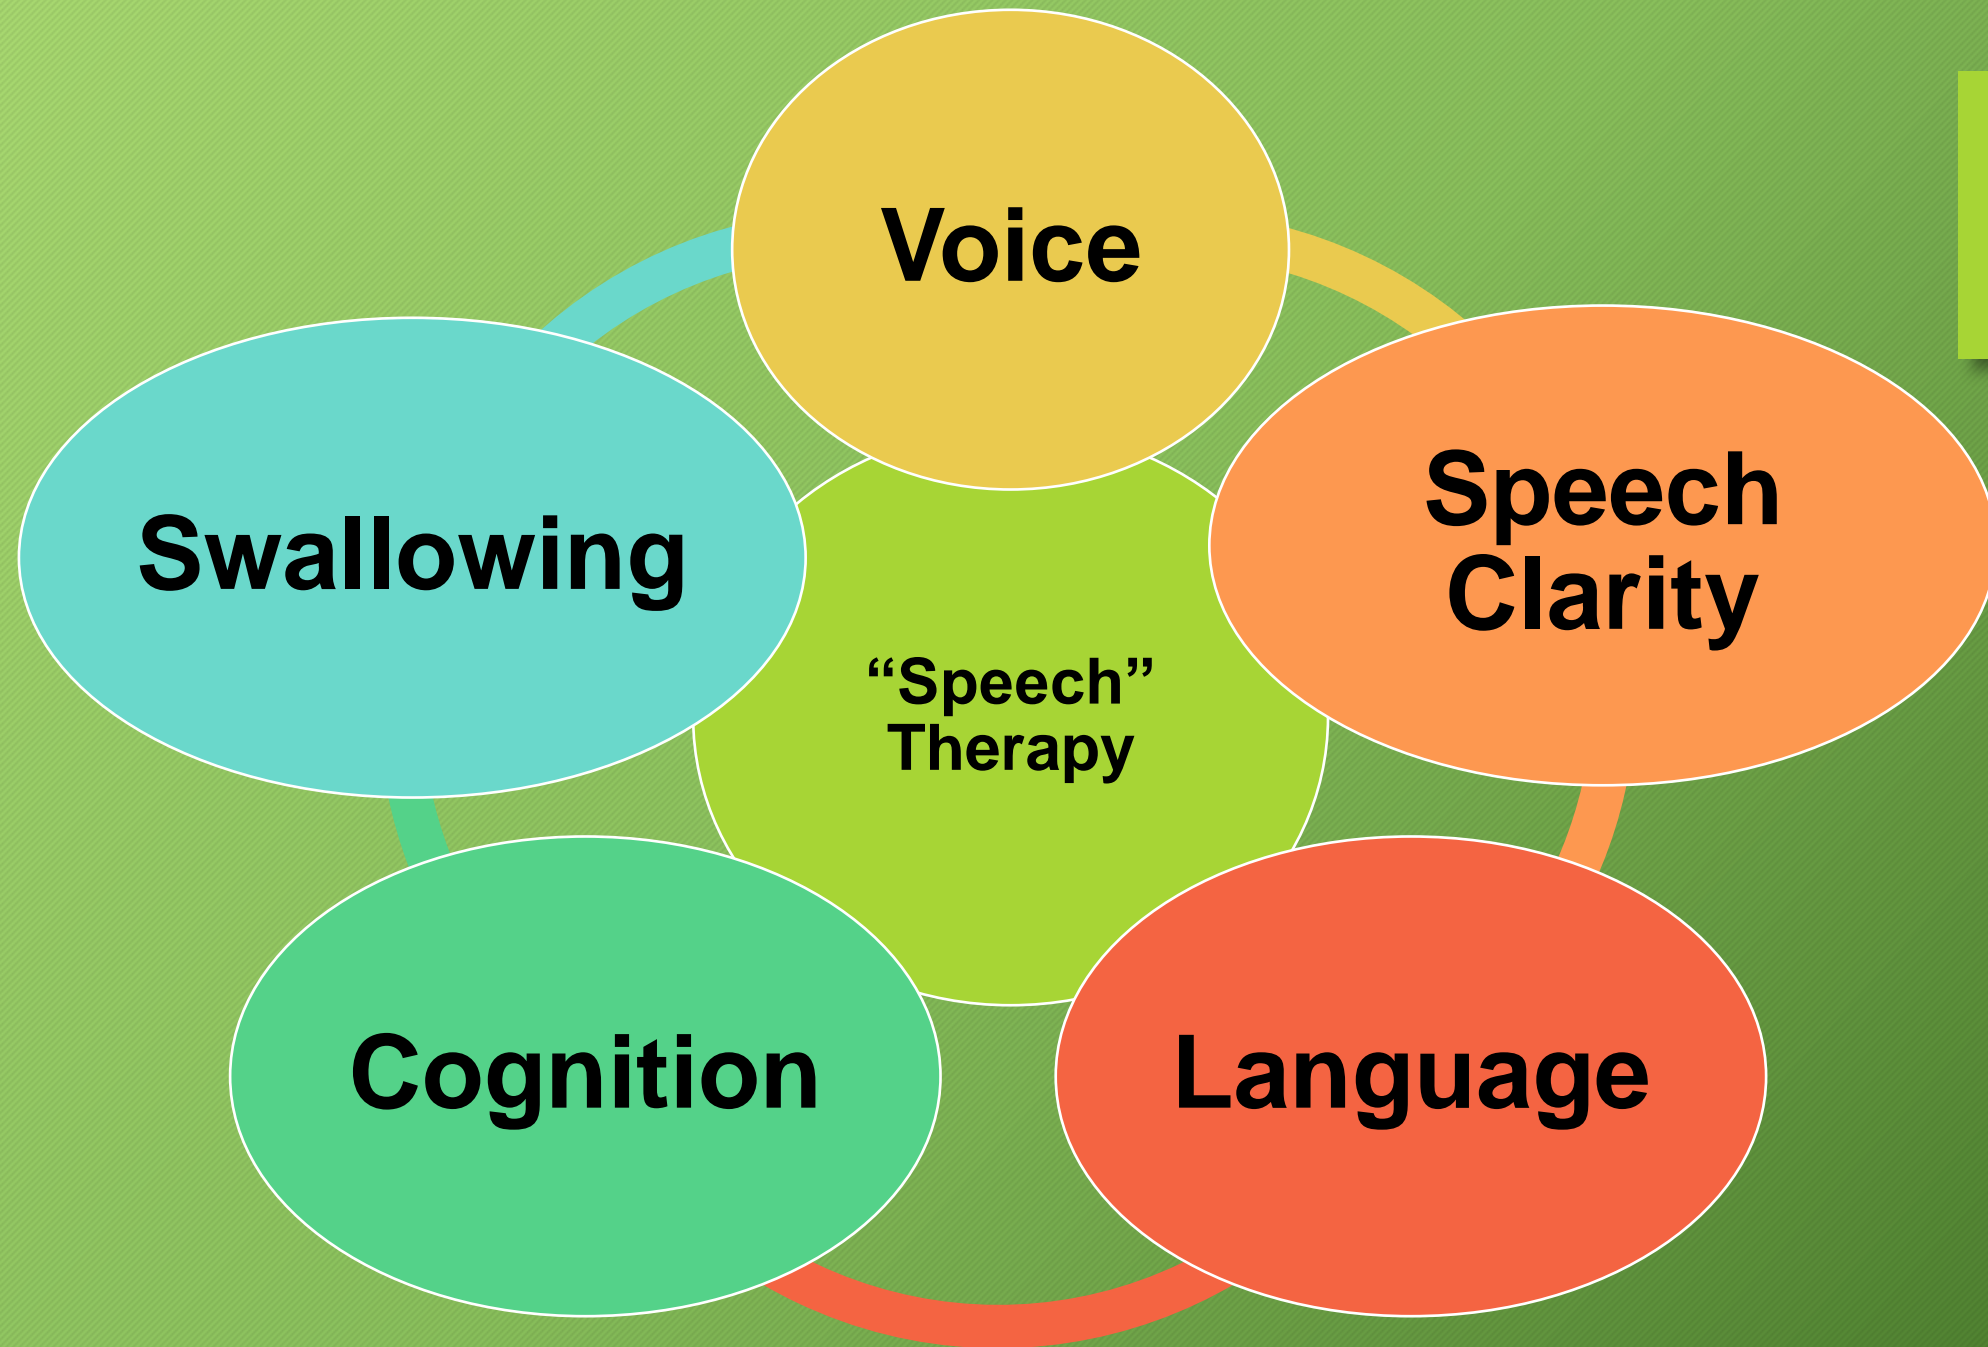 Voice
Speech
Clarity
Swallowing
“Speech”
Therapy
Cognition
Language